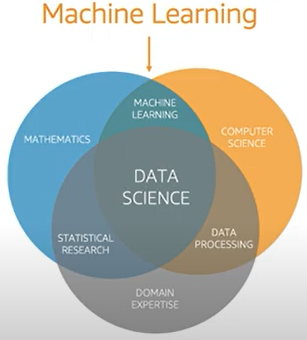 Machine Learning
MACHINE
LEARNING
MATHEMATICS
COMPUTER
SCIENCE
DATA
SCIENCE
STATISTICAL
RESEARCH
DATA
PROCESSING
DOMAIN
EXPERTISE